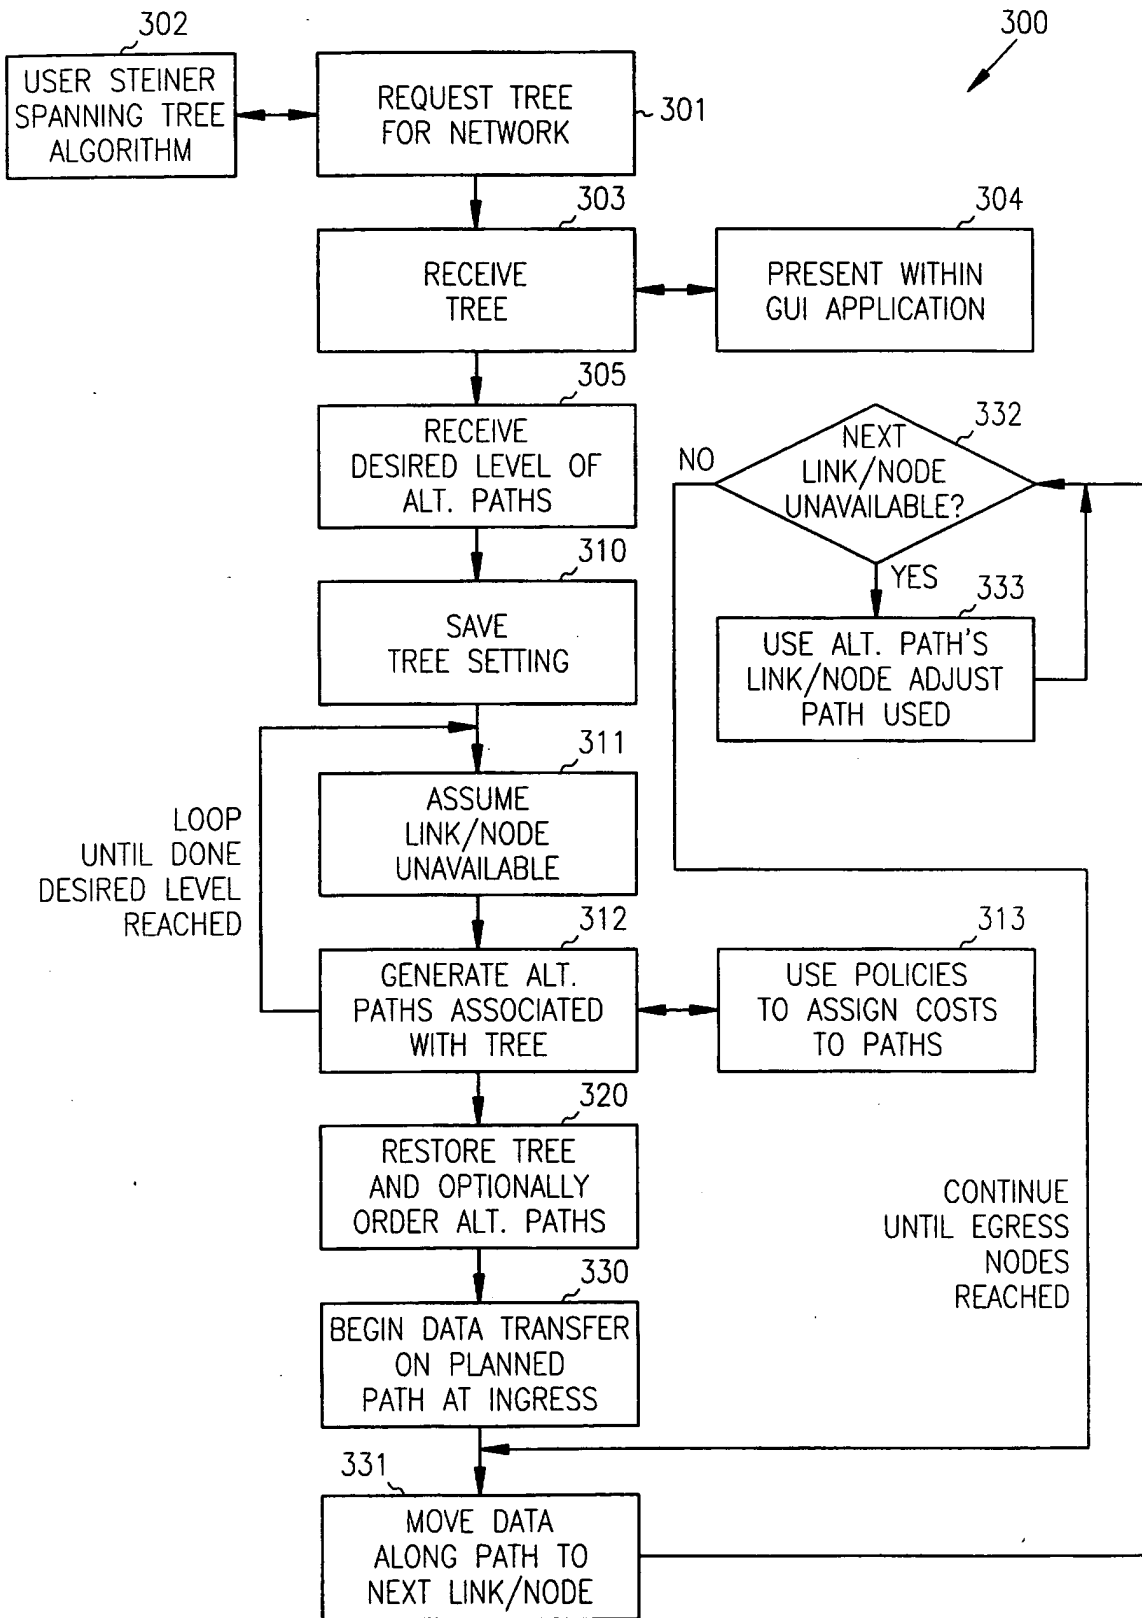 302
300
USER STEINER
SPANNING TREE
ALGORITHM
REQUEST TREE
FOR NETWORK
301
303
304
RECEIVE
TREE
PRESENT WITHIN
GUI APPLICATION
305
RECEIVE
DESIRED LEVEL OF
ALT. PATHS
332
NO
NEXT
LINK/NODE
UNAVAILABLE?
YES
310
SAVE
TREE SETTING
333
USE ALT. PATH'S
LINK/NODE ADJUST
PATH USED
311
ASSUME
LINK/NODE
UNAVAILABLE
LOOP
UNTIL DONE
DESIRED LEVEL
REACHED
312
GENERATE ALT.
PATHS ASSOCIATED
WITH TREE
313
USE POLICIES
TO ASSIGN COSTS
TO PATHS
320
RESTORE TREE
AND OPTIONALLY
ORDER ALT. PATHS
CONTINUE
UNTIL EGRESS
NODES
REACHED
330
BEGIN DATA TRANSFER
ON PLANNED
PATH AT INGRESS
331
MOVE DATA
ALONG PATH TO
NEXT LINK/NODE